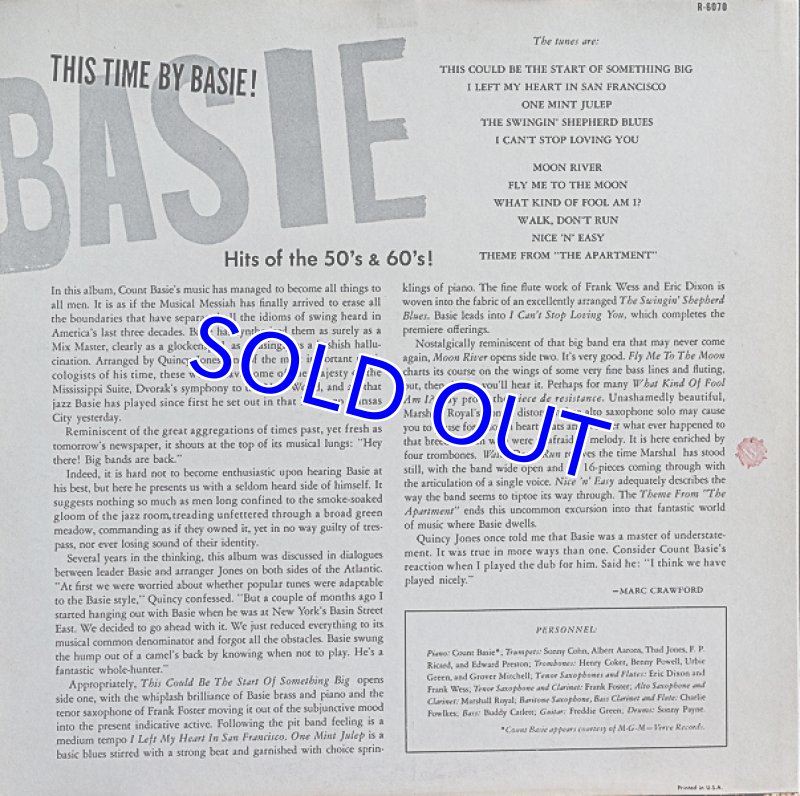 R-6070
THIS TIME BY BASIE!
BASIE
Hits of the 50's & 60's!
The tunes are:
THIS COULD BE THE START OF SOMETHING BIG
I LEFT MY HEART IN SAN FRANCISCO
ONE MINT JULEP
THE SWINGIN' SHEPHERD BLUES
I CAN'T STOP LOVING YOU
MOON RIVER
FLY ME TO THE MOON
WHAT KIND OF FOOL AM I?
WALK, DON'T RUN
NICE 'N' EASY
THEME FROM "THE APARTMENT"
In this album, Count Basie's music has managed to become all things to
all men. It is as if the Musical Messiah has finally arrived to erase all
the boundaries that have all the idioms of swing heard in
America's last three decades. them as surely as a
Mix Master, clearly as a hallu-
cination. Arranged by Quincy of the
cologists of his time, these of the
Mississippi Suite, Dvorak's symphony to and
jazz Basie has played since first he set out in that
City yesterday.
Reminiscent of the great aggregations of times past, yet fresh as
tomorrow's newspaper, it shouts at the top of its musical lungs: "Hey
there! Big bands are back."
Indeed, it is hard not to become enthusiastic upon hearing Basie at
his best, but here he presents us with a seldom heard side of himself. It
suggests nothing so much as men long confined to the smoke-soaked
gloom of the jazz room, treading unfettered through a broad green
meadow, commanding as if they owned it, yet in no way guilty of tres-
pass, nor ever losing sound of their identity.
Several years in the thinking, this album was discussed in dialogues
between leader Basie and arranger Jones on both sides of the Atlantic.
"At first we were worried about whether popular tunes were adaptable
to the Basie style," Quincy confessed. "But a couple of months ago I
started hanging out with Basie when he was at New York's Basin Street
East. We decided to go ahead with it. We just reduced everything to its
musical common denominator and forgot all the obstacles. Basie swung
the hump out of a camel's back by knowing when not to play. He's a
fantastic whole-hunter."
Appropriately, This Could Be The Start Of Something Big opens
side one, with the whiplash brilliance of Basie brass and piano and the
tenor saxophone of Frank Foster moving it out of the subjunctive mood
into the present indicative active. Following the pit band feeling is a
medium tempo I Left My Heart In San Francisco. One Mint Julep is a
basic blues stirred with a strong beat and garnished with choice sprin-
klings of piano. The fine flute work of Frank Wess and Eric Dixon is
woven into the fabric of an excellently arranged The Swingin' Shepherd
Blues. Basie leads into I Can't Stop Loving You, which completes the
premiere offerings.
Nostalgically reminiscent of that big band era that may never come
again, Moon River opens side two. It's very good. Fly Me To The Moon
charts its course on the wings of some very fine bass lines and fluting,
but, then you'll hear it. Perhaps for many What Kind Of Fool
Am I? piece de resistance. Unashamedly beautiful,
Marshal Royal's alto saxophone solo may cause
you to whatever happened to
that melody. It is here enriched by
four trombones. the time Marshal has stood
still, with the band wide open and 16-pieces coming through with
the articulation of a single voice. Nice 'n' Easy adequately describes the
way the band seems to tiptoe its way through. The Theme From "The
Apartment" ends this uncommon excursion into that fantastic world
of music where Basie dwells.
Quincy Jones once told me that Basie was a master of understate-
ment. It was true in more ways than one. Consider Count Basie's
reaction when I played the dub for him. Said he: "I think we have
played nicely."
—MARC CRAWFORD
PERSONNEL:
Piano: Count Basie*; Trumpets: Sonny Cohn, Albert Aarons, Thad Jones, F. P.
Ricard, and Edward Preston; Trombones: Henry Coker, Benny Powell, Urbie
Green, and Grover Mitchell; Tenor Saxophones and Flutes: Eric Dixon and
Frank Wess; Tenor Saxophone and Clarinet: Frank Foster; Alto Saxophone and
Clarinet: Marshall Royal; Baritone Saxophone, Bass Clarinet and Flute: Charlie
Fowlkes; Bass: Buddy Catlett; Guitar: Freddie Green; Drums: Sonny Payne.
*Count Basie appears courtesy of M-G-M—Verve Records.
Printed in U.S.A.
SOLD OUT